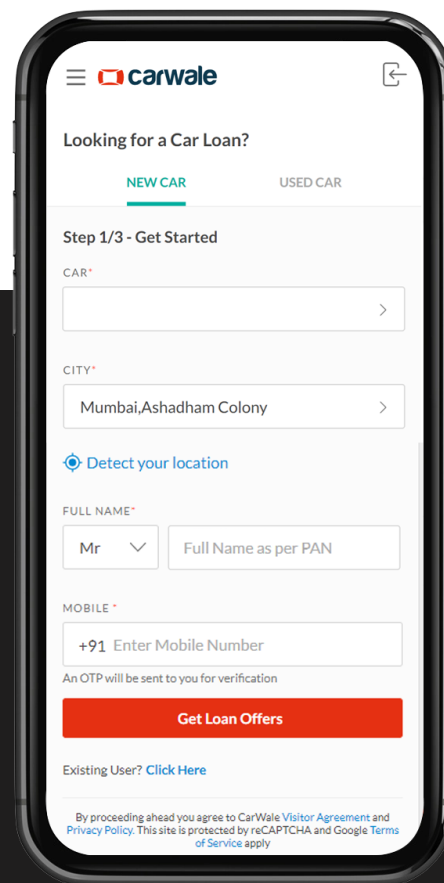 carwale
Looking for a Car Loan?
NEW CAR
USED CAR
Step 1/3 - Get Started
CAR*
CITY*
Mumbai,Ashadham Colony
Detect your location
FULL NAME*
Mr
Full Name as per PAN
MOBILE *
+91 Enter Mobile Number
An OTP will be sent to you for verification
Get Loan Offers
Existing User? Click Here
By proceeding ahead you agree to CarWale Visitor Agreement and
Privacy Policy. This site is protected by reCAPTCHA and Google Terms
of Service apply